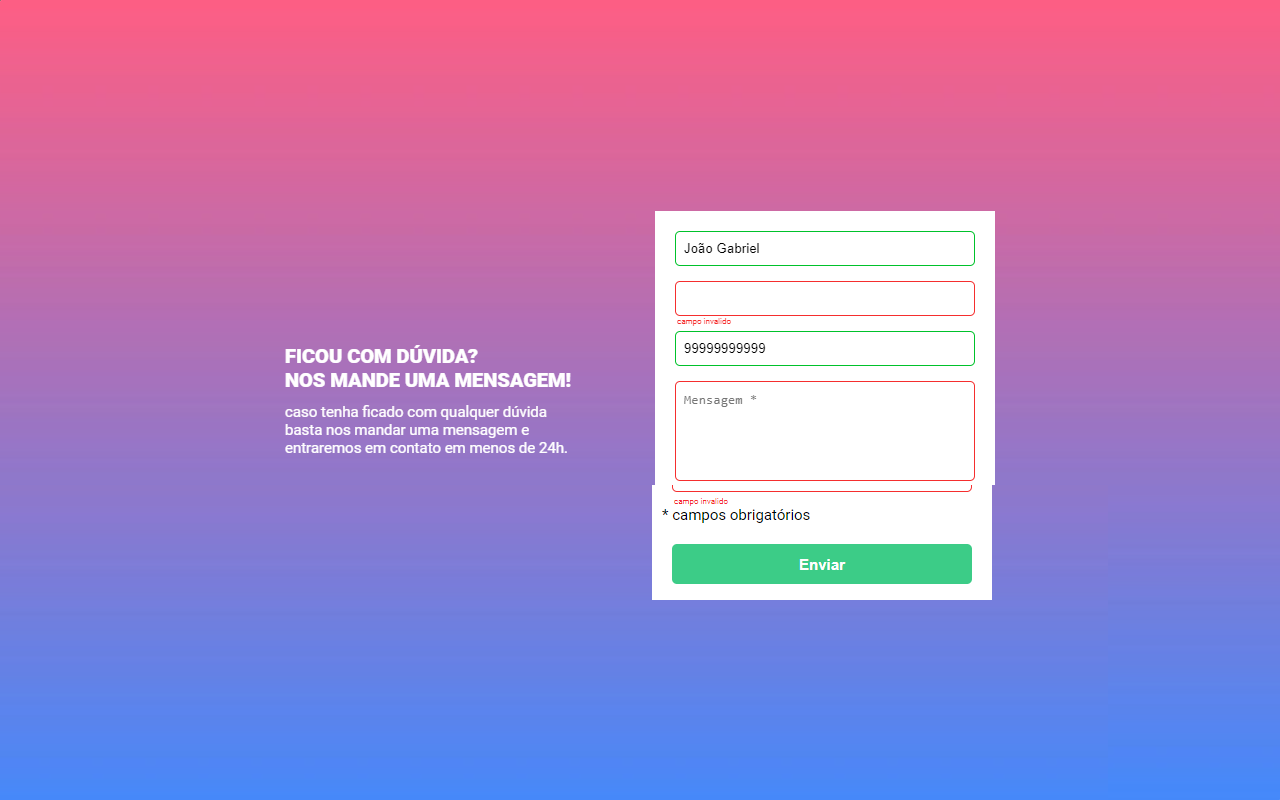 FICOU COM DÚVIDA?
NOS MANDE UMA MENSAGEM!
caso tenha ficado com qualquer dúvida
basta nos mandar uma mensagem e
entraremos em contato em menos de 24h.
João Gabriel
campo invalido
99999999999
Mensagem *
campo invalido
* campos obrigatórios
Enviar